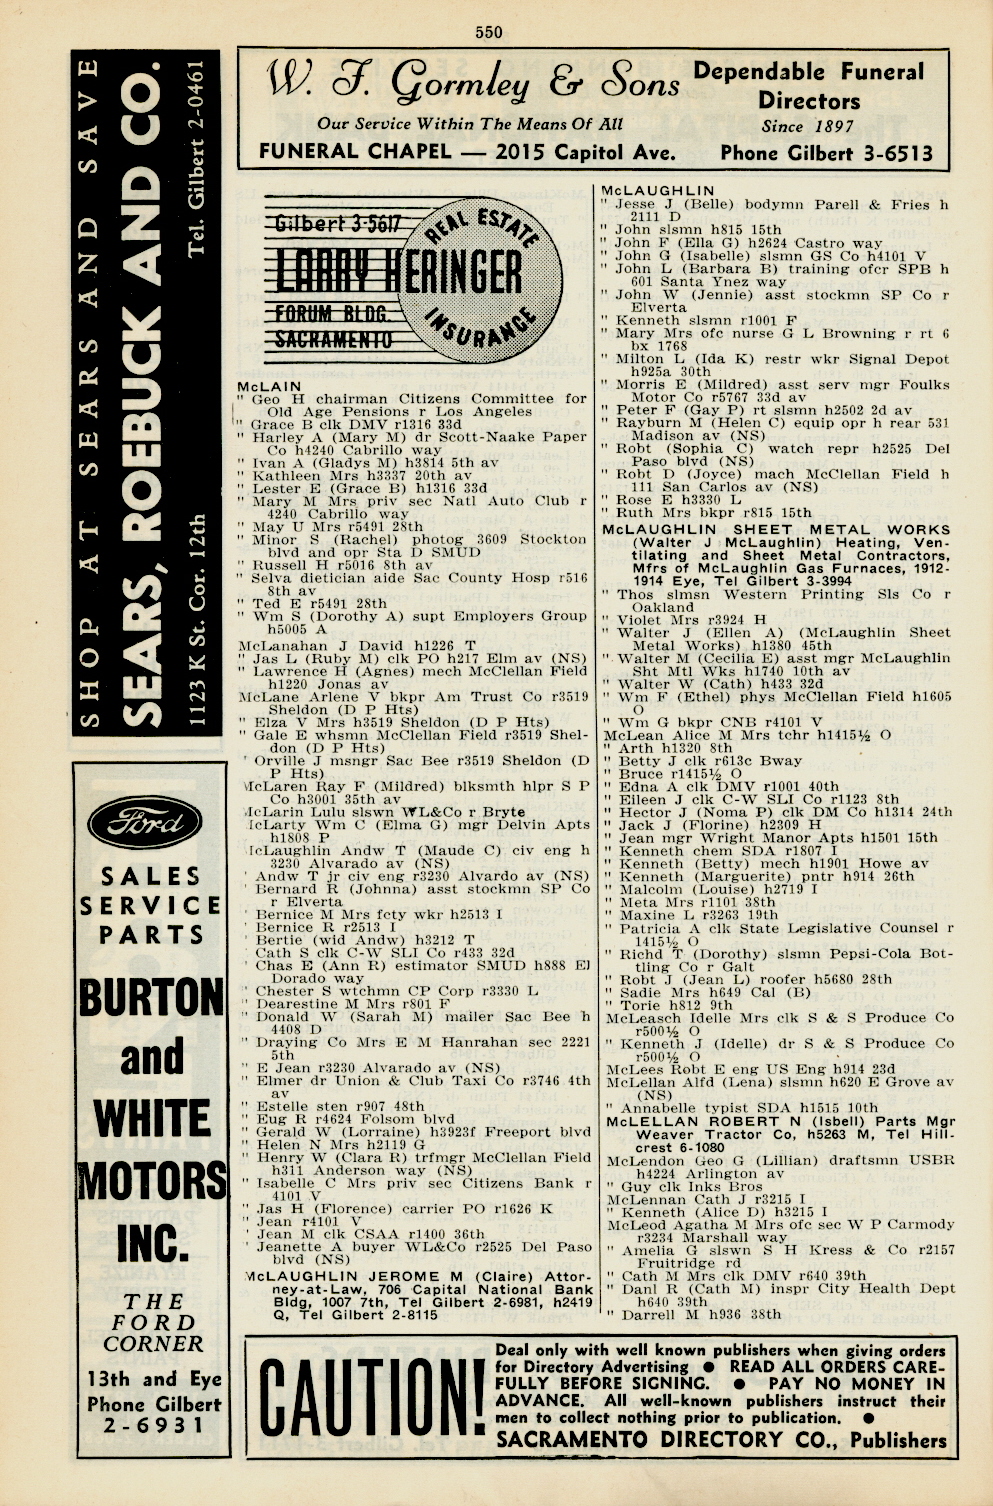 550
SHOP AT SEARS AND SAVE
SEARS, ROEBUCK AND CO.
1123 K St. Cor. 12th Tel. Gilbert 2-0461
W. F. Gormley & Sons
Dependable Funeral
Directors
Our Service Within The Means Of All
Since 1897
FUNERAL CHAPEL — 2015 Capitol Ave. Phone Gilbert 3-6513
Gilbert 3-5617
LARRY HERINGER
FORUM BLDG.
SACRAMENTO
REAL ESTATE
INSURANCE
McLAIN
" Geo H chairman Citizens Committee for
Old Age Pensions r Los Angeles
" Grace B clk DMV r1316 33d
" Harley A (Mary M) dr Scott-Naake Paper
Co h4240 Cabrillo way
" Ivan A (Gladys M) h3814 5th av
" Kathleen Mrs h3337 20th av
" Lester E (Grace B) h1316 33d
" Mary M Mrs priv sec Natl Auto Club r
4240 Cabrillo way
" May U Mrs r5491 28th
" Minor S (Rachel) photog 3609 Stockton
blvd and opr Sta D SMUD
" Russell H r5016 8th av
" Selva dietician aide Sac County Hosp r516
8th av
" Ted E r5491 28th
" Wm S (Dorothy A) supt Employers Group
h5005 A
McLanahan J David h1226 T
" Jas L (Ruby M) clk PO h217 Elm av (NS)
" Lawrence H (Agnes) mech McClellan Field
h1220 Jonas av
McLane Arlene V bkpr Am Trust Co r3519
Sheldon (D P Hts)
" Elza V Mrs h3519 Sheldon (D P Hts)
" Gale E whsmn McClellan Field r3519 Shel-
don (D P Hts)
' Orville J msngr Sac Bee r3519 Sheldon (D
P Hts)
McLaren Ray F (Mildred) blksmth hlpr S P
Co h3001 35th av
McLarin Lulu slswn WL&Co r Bryte
McLarty Wm C (Elma G) mgr Delvin Apts
h1808 P
McLaughlin Andw T (Maude C) civ eng h
3230 Alvarado av (NS)
' Andw T jr civ eng r3230 Alvardo av (NS)
' Bernard R (Johnna) asst stockmn SP Co
r Elverta
' Bernice M Mrs fcty wkr h2513 I
' Bernice R r2513 I
' Bertie (wid Andw) h3212 T
' Cath S clk C-W SLI Co r433 32d
' Chas E (Ann R) estimator SMUD h888 El
Dorado way
' Chester S wtchmn CP Corp r3330 L
" Dearestine M Mrs r801 F
" Donald W (Sarah M) mailer Sac Bee h
4408 D
" Draying Co Mrs E M Hanrahan sec 2221
5th
" E Jean r3230 Alvarado av (NS)
" Elmer dr Union & Club Taxi Co r3746 4th
av
" Estelle sten r907 48th
" Eug R r4624 Folsom blvd
" Gerald W (Lorraine) h3923f Freeport blvd
" Helen N Mrs h2119 G
" Henry W (Clara R) trfmgr McClellan Field
h311 Anderson way (NS)
" Isabelle C Mrs priv sec Citizens Bank r
4101 V
" Jas H (Florence) carrier PO r1626 K
' Jean r4101 V
' Jean M clk CSAA r1400 36th
' Jeanette A buyer WL&Co r2525 Del Paso
blvd (NS)
McLAUGHLIN JEROME M (Claire) Attor-
ney-at-Law, 706 Capital National Bank
Bldg, 1007 7th, Tel Gilbert 2-6981, h2419
Q, Tel Gilbert 2-8115
McLAUGHLIN
" Jesse J (Belle) bodymn Parell & Fries h
2111 D
" John slsmn h815 15th
" John F (Ella G) h2624 Castro way
" John G (Isabelle) slsmn GS Co h4101 V
" John L (Barbara B) training ofcr SPB h
601 Santa Ynez way
" John W (Jennie) asst stockmn SP Co r
Elverta
" Kenneth slsmn r1001 F
" Mary Mrs ofc nurse G L Browning r rt 6
bx 1768
" Milton L (Ida K) restr wkr Signal Depot
h925a 30th
" Morris E (Mildred) asst serv mgr Foulks
Motor Co r5767 33d av
" Peter F (Gay P) rt slsmn h2502 2d av
" Rayburn M (Helen C) equip opr h rear 531
Madison av (NS)
" Robt (Sophia C) watch repr h2525 Del
Paso blvd (NS)
" Robt D (Joyce) mach McClellan Field h
111 San Carlos av (NS)
" Rose E h3330 L
" Ruth Mrs bkpr r815 15th
McLAUGHLIN SHEET METAL WORKS
(Walter J McLaughlin) Heating, Ven-
tilating and Sheet Metal Contractors,
Mfrs of McLaughlin Gas Furnaces, 1912-
1914 Eye, Tel Gilbert 3-3994
" Thos slmsn Western Printing Sls Co r
Oakland
" Violet Mrs r3924 H
" Walter J (Ellen A) (McLaughlin Sheet
Metal Works) h1380 45th
" Walter M (Cecilia E) asst mgr McLaughlin
Sht Mtl Wks h1740 10th av
" Walter W (Cath) h433 32d
" Wm F (Ethel) phys McClellan Field h1605
O
" Wm G bkpr CNB r4101 V
McLean Alice M Mrs tchr h1415½ O
" Arth h1320 8th
" Betty J clk r613c Bway
" Bruce r1415½ O
" Edna A clk DMV r1001 40th
" Eileen J clk C-W SLI Co r1123 8th
" Hector J (Noma P) clk DM Co h1314 24th
" Jack J (Florine) h2309 H
" Jean mgr Wright Manor Apts h1501 15th
" Kenneth chem SDA r1807 I
" Kenneth (Betty) mech h1901 Howe av
" Kenneth (Marguerite) pntr h914 26th
" Malcolm (Louise) h2719 I
" Meta Mrs r1101 38th
" Maxine L r3263 19th
" Patricia A clk State Legislative Counsel r
1415½ O
" Richd T (Dorothy) slsmn Pepsi-Cola Bot-
tling Co r Galt
" Robt J (Jean L) roofer h5680 28th
" Sadie Mrs h649 Cal (B)
" Torie h812 9th
McLeasch Idelle Mrs clk S & S Produce Co
r500½ O
" Kenneth J (Idelle) dr S & S Produce Co
r500½ O
McLees Robt E eng US Eng h914 23d
McLellan Alfd (Lena) slsmn h620 E Grove av
(NS)
" Annabelle typist SDA h1515 10th
McLELLAN ROBERT N (Isbell) Parts Mgr
Weaver Tractor Co, h5263 M, Tel Hill-
crest 6-1080
McLendon Geo G (Lillian) draftsmn USBR
h4224 Arlington av
" Guy clk Inks Bros
McLennan Cath J r3215 I
" Kenneth (Alice D) h3215 I
McLeod Agatha M Mrs ofc sec W P Carmody
r3234 Marshall way
" Amelia G slswn S H Kress & Co r2157
Fruitridge rd
" Cath M Mrs clk DMV r640 39th
" Danl R (Cath M) inspr City Health Dept
h640 39th
" Darrell M h936 38th
Ford
SALES
SERVICE
PARTS
BURTON
and
WHITE
MOTORS
INC.
THE
FORD
CORNER
13th and Eye
Phone Gilbert
2-6931
CAUTION!
Deal only with well known publishers when giving orders
for Directory Advertising ● READ ALL ORDERS CARE-
FULLY BEFORE SIGNING. ● PAY NO MONEY IN
ADVANCE. All well-known publishers instruct their
men to collect nothing prior to publication. ●
SACRAMENTO DIRECTORY CO., Publishers